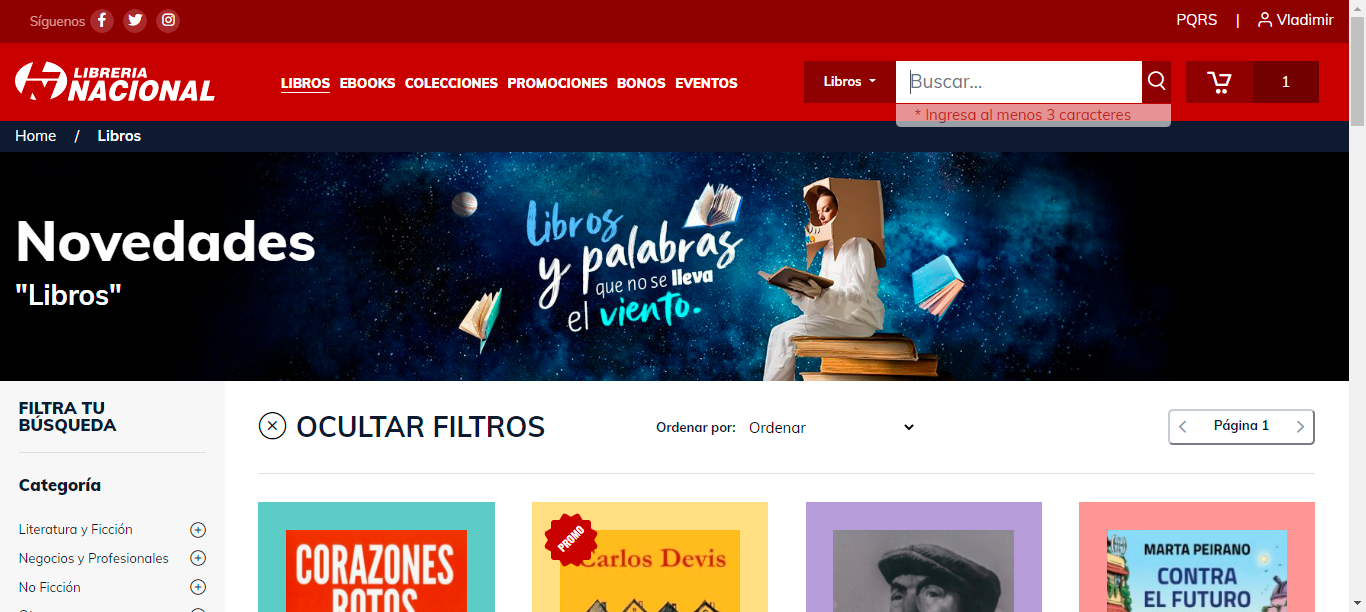 Síguenos
PQRS | Vladimir
LIBRERIA
NACIONAL
LIBROS EBOOKS COLECCIONES PROMOCIONES BONOS EVENTOS
Libros
Buscar...
1
* Ingresa al menos 3 caracteres
Home / Libros
Novedades
"Libros"
Libros
y palabras
que no se lleva
el viento.
FILTRA TU
BÚSQUEDA
OCULTAR FILTROS
Ordenar por: Ordenar
Página 1
Categoría
Literatura y Ficción
Negocios y Profesionales
No Ficción
CORAZONES
ROTOS
PROMO
Carlos Devis
MARTA PEIRANO
CONTRA
EL FUTURO